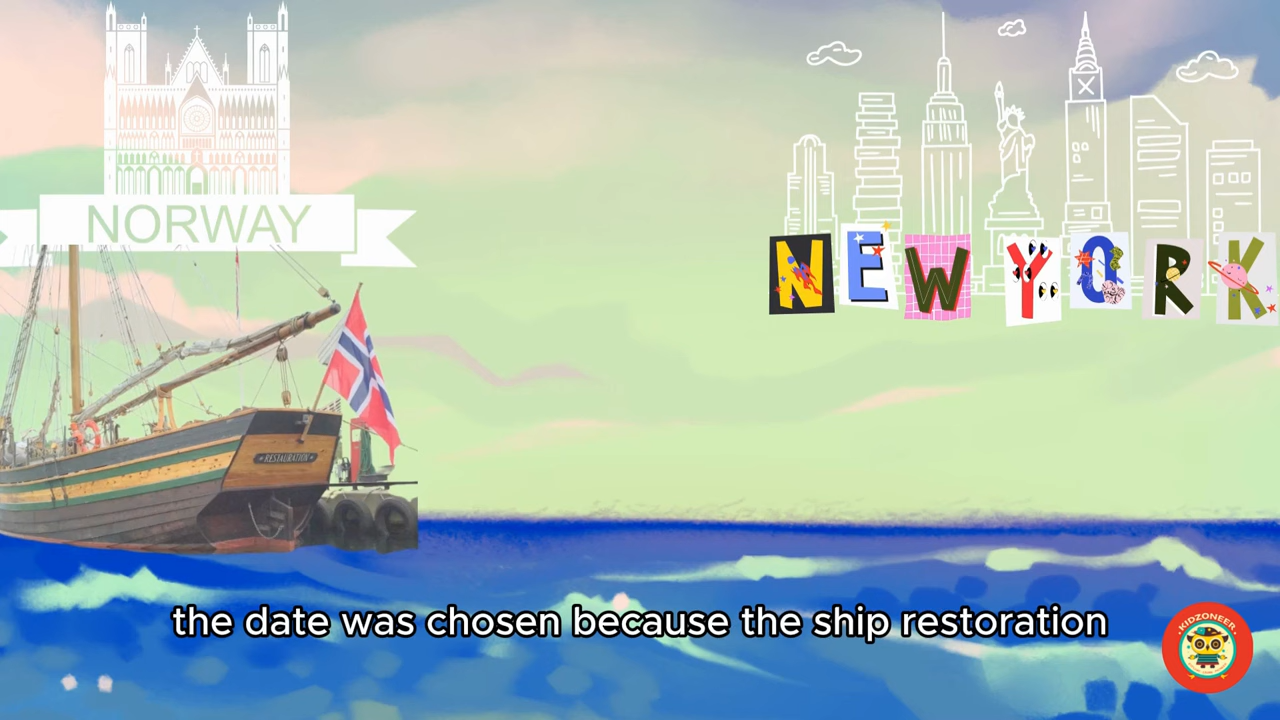 NORWAY
NEW YORK
RESTAURATION
the date was chosen because the ship restoration
KIDZONEER